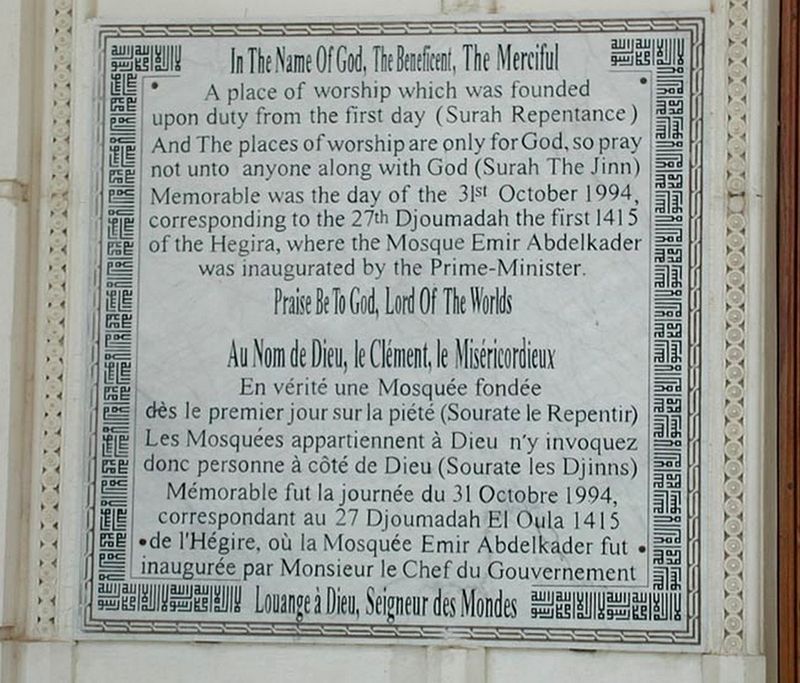 In The Name Of God, The Beneficent, The Merciful
A place of worship which was founded
upon duty from the first day (Surah Repentance)
And The places of worship are only for God, so pray
not unto anyone along with God (Surah The Jinn)
Memorable was the day of the 31st October 1994,
corresponding to the 27th Djoumadah the first 1415
of the Hegira, where the Mosque Emir Abdelkader
was inaugurated by the Prime-Minister.
Praise Be To God, Lord Of The Worlds
Au Nom de Dieu, le Clément, le Miséricordieux
En vérité une Mosquée fondée
dès le premier jour sur la piété (Sourate le Repentir)
Les Mosquées appartiennent à Dieu n'y invoquez
donc personne à côté de Dieu (Sourate les Djinns)
Mémorable fut la journée du 31 Octobre 1994,
correspondant au 27 Djoumadah El Oula 1415
de l'Hégire, où la Mosquée Emir Abdelkader fut
inaugurée par Monsieur le Chef du Gouvernement
Louange à Dieu, Seigneur des Mondes